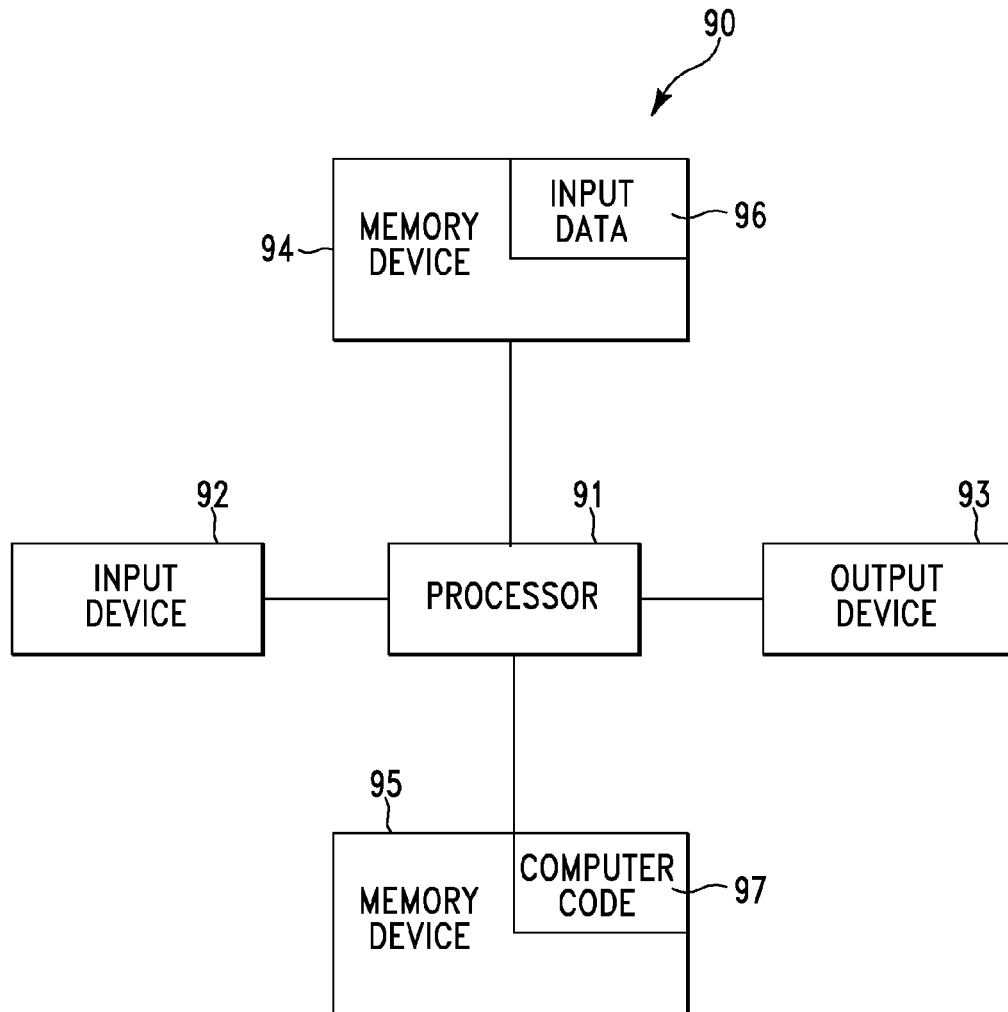 90
MEMORY
DEVICE
INPUT
DATA
96
94
92
91
93
INPUT
DEVICE
PROCESSOR
OUTPUT
DEVICE
95
MEMORY
DEVICE
COMPUTER
CODE
97